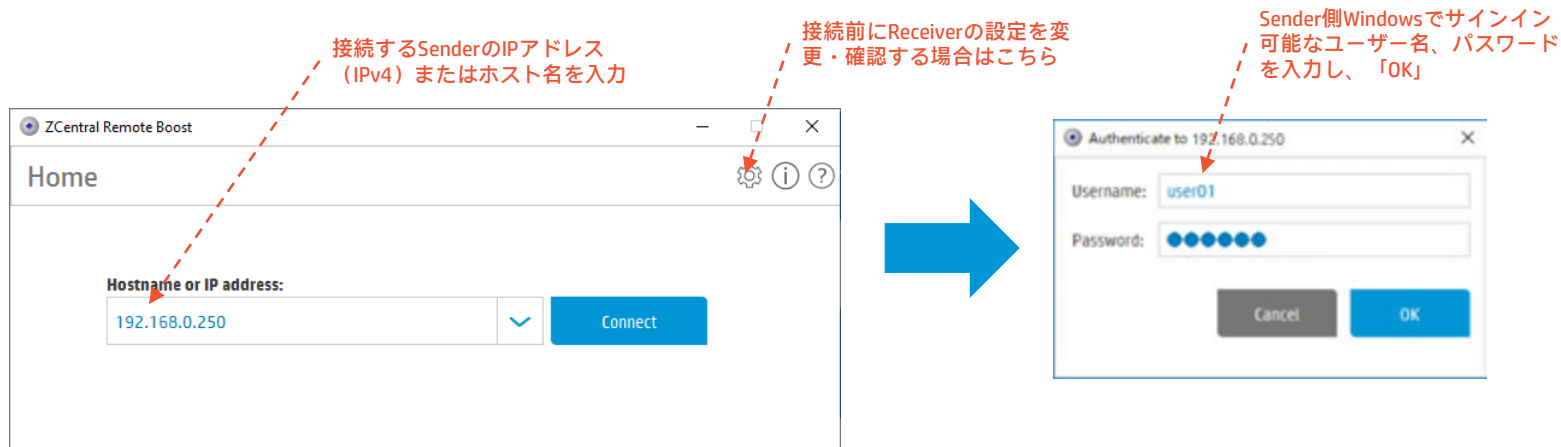 接続するSenderのIPアドレス
（IPv4）またはホスト名を入力
接続前にReceiverの設定を変
更・確認する場合はこちら
Sender側Windowsでサインイン
可能なユーザー名、パスワード
を入力し、「OK」
ZCentral Remote Boost
Home
Hostname or IP address:
192.168.0.250
Connect
Authenticate to 192.168.0.250
Username: user01
Password: ●●●●●●
Cancel OK